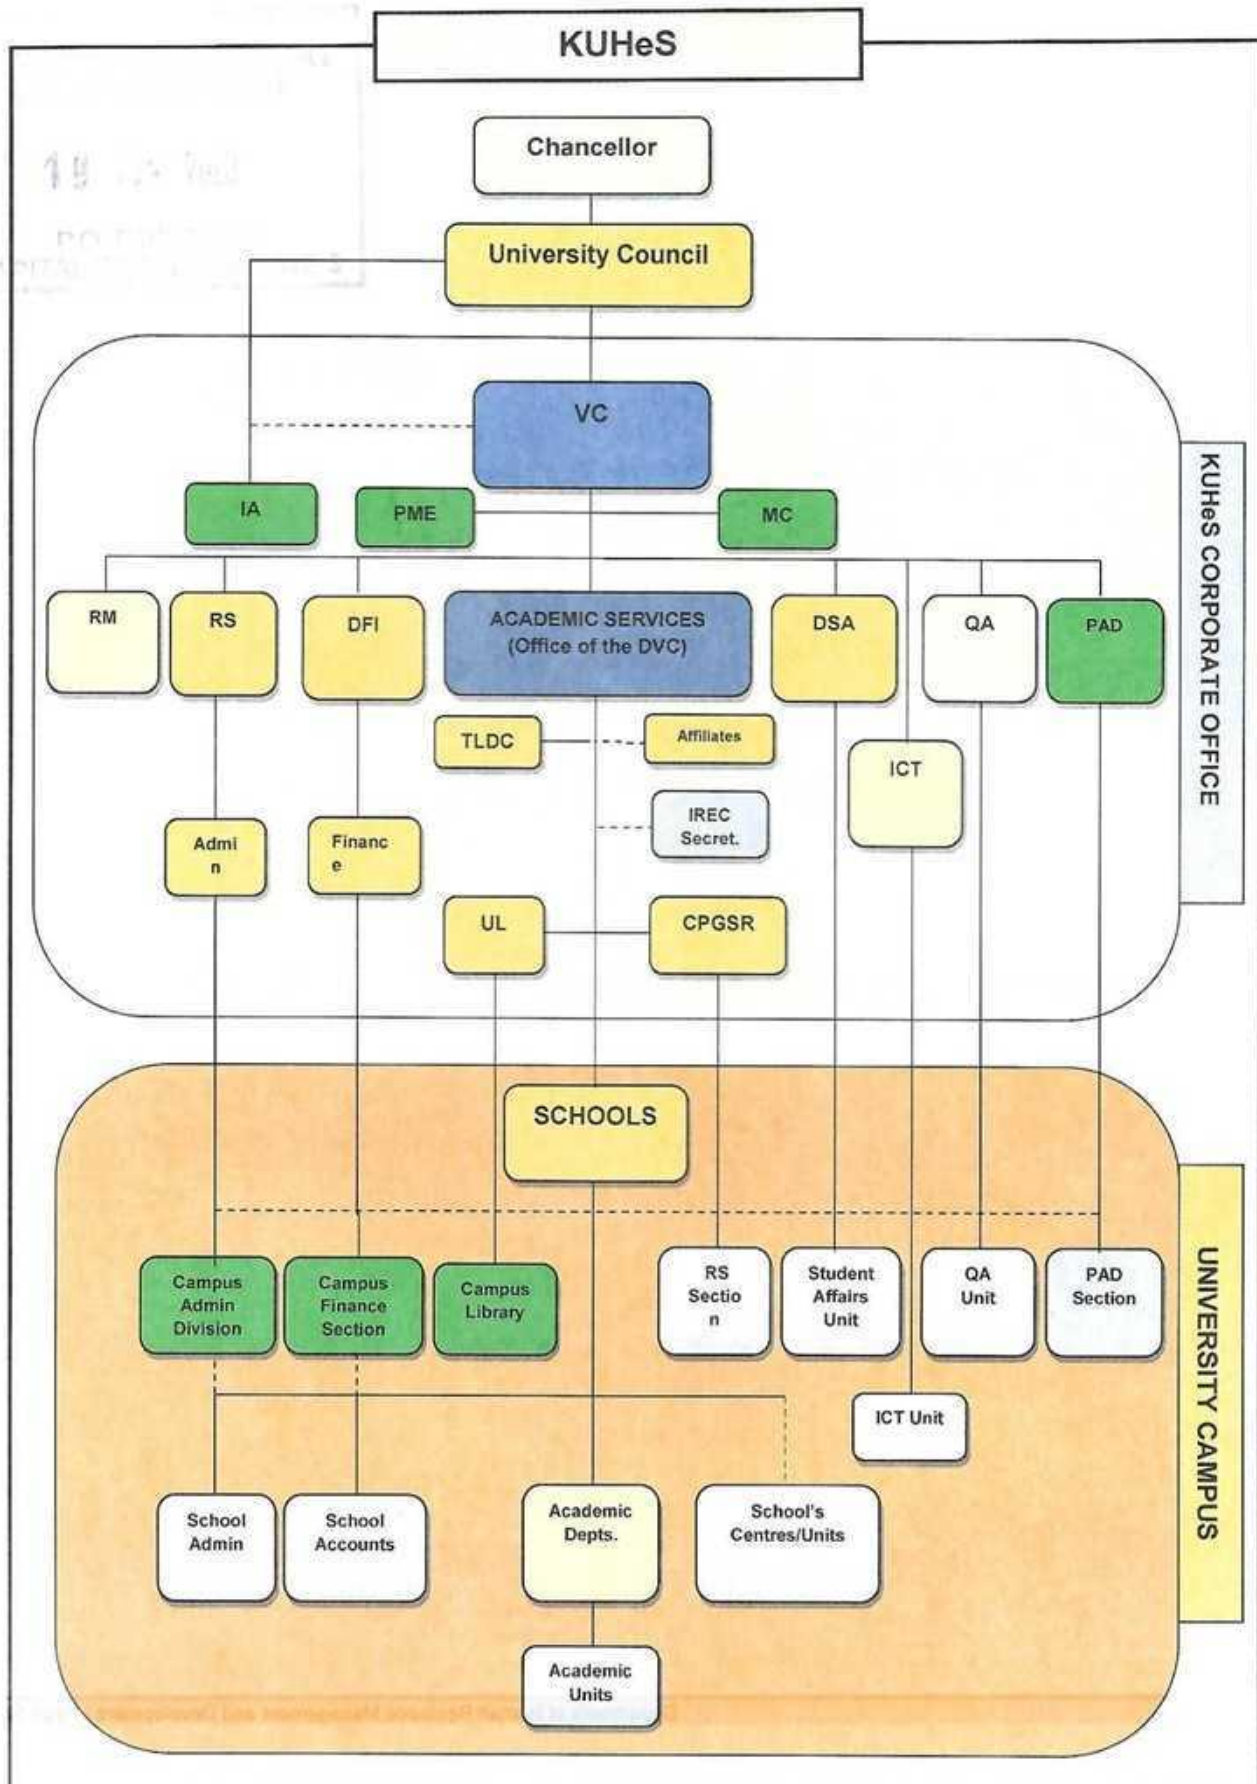 KUHeS
Chancellor
University Council
VC
IA
PME
MC
RM
RS
DFI
ACADEMIC SERVICES
(Office of the DVC)
DSA
QA
PAD
TLDC
Affiliates
ICT
IREC
Secret.
Admi
n
Financ
e
UL
CPGSR
KUHeS CORPORATE OFFICE
SCHOOLS
Campus
Admin
Division
Campus
Finance
Section
Campus
Library
RS
Sectio
n
Student
Affairs
Unit
QA
Unit
PAD
Section
ICT Unit
School
Admin
School
Accounts
Academic
Depts.
School's
Centres/Units
Academic
Units
UNIVERSITY CAMPUS